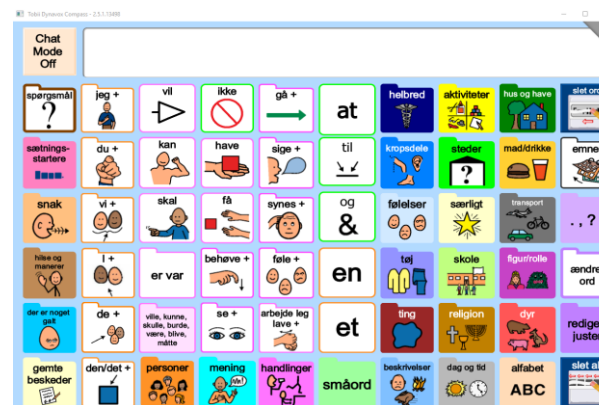 Tobii Dynavox Compass - 2.5.1.13498
Chat
Mode
Off
spørgsmål
?
jeg +
vil
ikke
gå +
at
helbred
aktiviteter
hus og have
slet ord
sætnings-
startere
du +
kan
have
sige +
til
kropsdele
steder
?
mad/drikke
emne
snak
vi +
skal
få
synes +
og
&
følelser
særligt
transport
. , ?
hilse og
manerer
I +
er var
behøve +
føle +
en
tøj
skole
figur/rolle
ændre
ord
der er noget
galt
de +
ville, kunne,
skulle, burde,
være, blive,
måtte
se +
arbejde leg
lave +
et
ting
religion
dyr
redige
juster
gemte
beskeder
den/det +
personer
mening
handlinger
småord
beskrivelser
dag og tid
alfabet
ABC
slet al